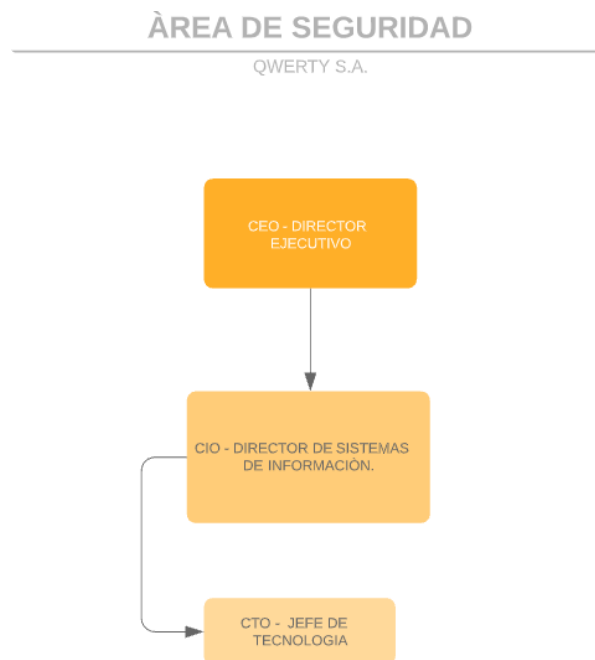 ÀREA DE SEGURIDAD
QWERTY S.A.
CEO - DIRECTOR
EJECUTIVO
CIO - DIRECTOR DE SISTEMAS
DE INFORMACIÒN.
CTO - JEFE DE
TECNOLOGIA